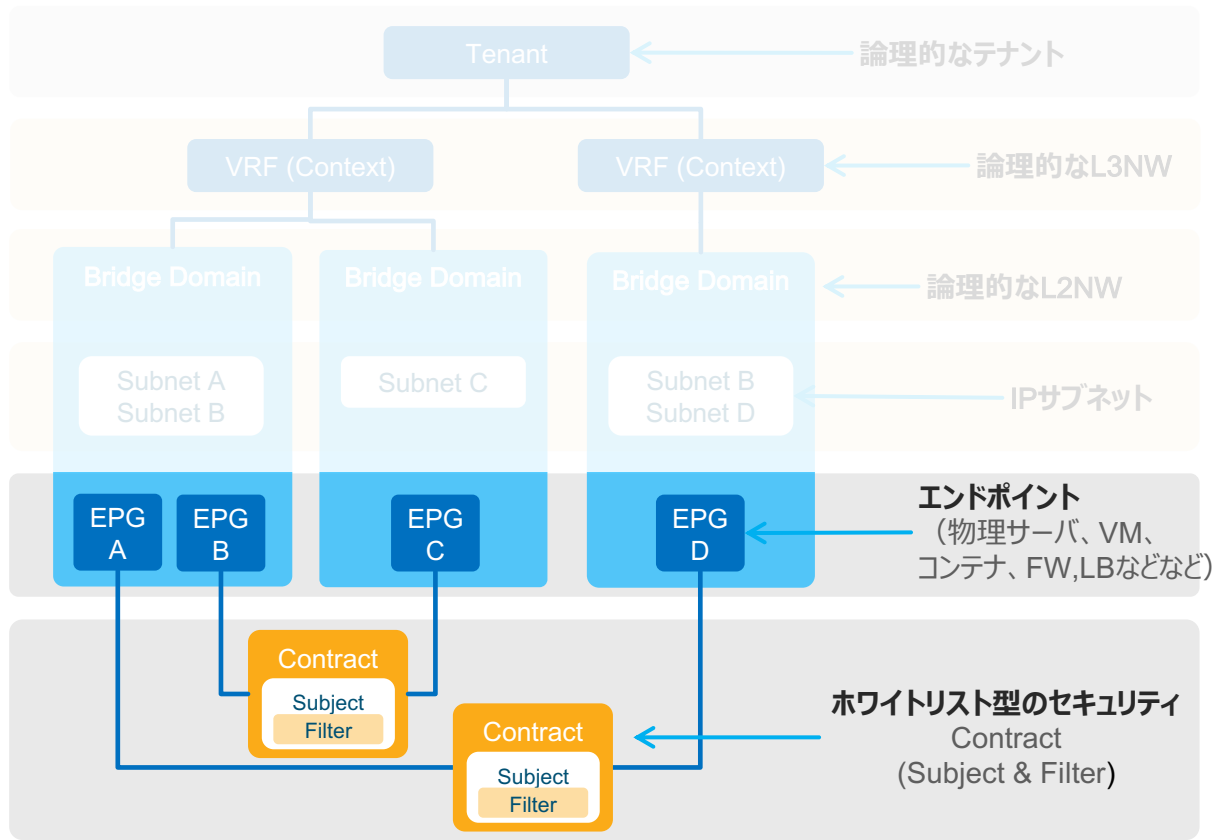 Tenant
論理的なテナント
VRF (Context)
VRF (Context)
論理的なL3NW
Bridge Domain
Bridge Domain
Bridge Domain
論理的なL2NW
Subnet A
Subnet B
Subnet C
Subnet B
Subnet D
IPサブネット
EPG
A
EPG
B
EPG
C
EPG
D
エンドポイント
（物理サーバ、VM、
コンテナ、FW,LBなどなど）
Contract
Subject
Filter
Contract
Subject
Filter
ホワイトリスト型のセキュリティ
Contract
(Subject & Filter)